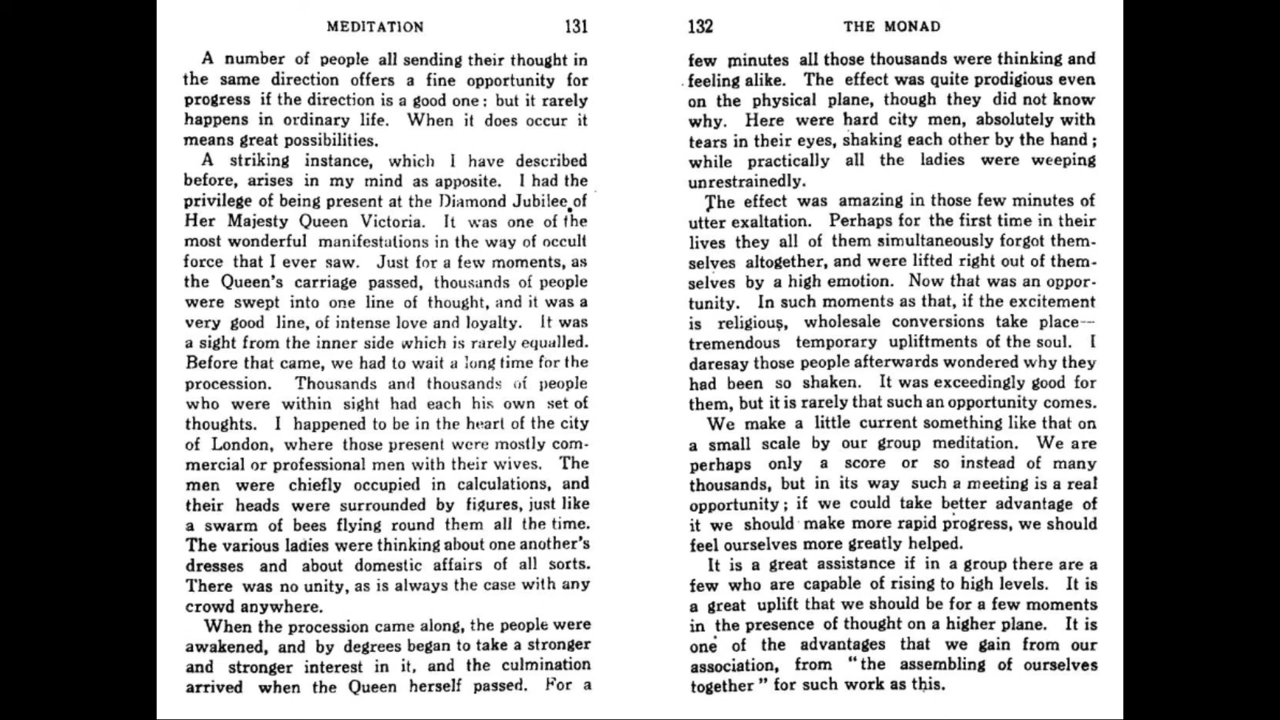 MEDITATION 131
A number of people all sending their thought in
the same direction offers a fine opportunity for
progress if the direction is a good one: but it rarely
happens in ordinary life. When it does occur it
means great possibilities.
A striking instance, which I have described
before, arises in my mind as apposite. I had the
privilege of being present at the Diamond Jubilee of
Her Majesty Queen Victoria. It was one of the
most wonderful manifestations in the way of occult
force that I ever saw. Just for a few moments, as
the Queen's carriage passed, thousands of people
were swept into one line of thought, and it was a
very good line, of intense love and loyalty. It was
a sight from the inner side which is rarely equalled.
Before that came, we had to wait a long time for the
procession. Thousands and thousands of people
who were within sight had each his own set of
thoughts. I happened to be in the heart of the city
of London, where those present were mostly com-
mercial or professional men with their wives. The
men were chiefly occupied in calculations, and
their heads were surrounded by figures, just like
a swarm of bees flying round them all the time.
The various ladies were thinking about one another's
dresses and about domestic affairs of all sorts.
There was no unity, as is always the case with any
crowd anywhere.
When the procession came along, the people were
awakened, and by degrees began to take a stronger
and stronger interest in it, and the culmination
arrived when the Queen herself passed. For a
132 THE MONAD
few minutes all those thousands were thinking and
feeling alike. The effect was quite prodigious even
on the physical plane, though they did not know
why. Here were hard city men, absolutely with
tears in their eyes, shaking each other by the hand;
while practically all the ladies were weeping
unrestrainedly.
The effect was amazing in those few minutes of
utter exaltation. Perhaps for the first time in their
lives they all of them simultaneously forgot them-
selves altogether, and were lifted right out of them-
selves by a high emotion. Now that was an oppor-
tunity. In such moments as that, if the excitement
is religious, wholesale conversions take place—
tremendous temporary upliftments of the soul. I
daresay those people afterwards wondered why they
had been so shaken. It was exceedingly good for
them, but it is rarely that such an opportunity comes.
We make a little current something like that on
a small scale by our group meditation. We are
perhaps only a score or so instead of many
thousands, but in its way such a meeting is a real
opportunity; if we could take better advantage of
it we should make more rapid progress, we should
feel ourselves more greatly helped.
It is a great assistance if in a group there are a
few who are capable of rising to high levels. It is
a great uplift that we should be for a few moments
in the presence of thought on a higher plane. It is
one of the advantages that we gain from our
association, from "the assembling of ourselves
together" for such work as this.